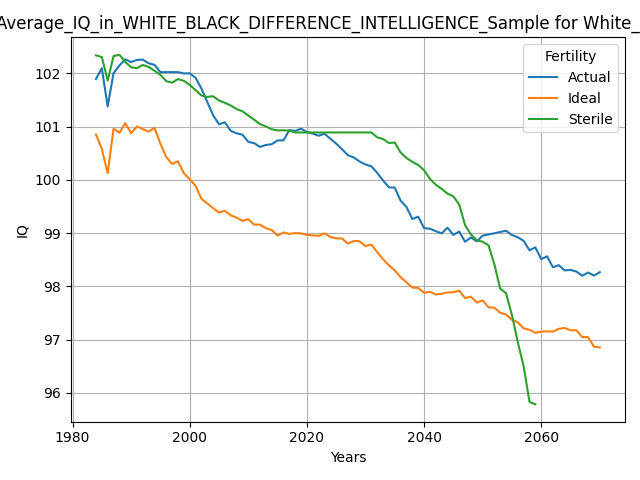 Average_IQ_in_WHITE_BLACK_DIFFERENCE_INTELLIGENCE_Sample for White_
Fertility
Actual
Ideal
Sterile
IQ
102
101
100
99
98
97
96
1980
2000
2020
2040
2060
Years